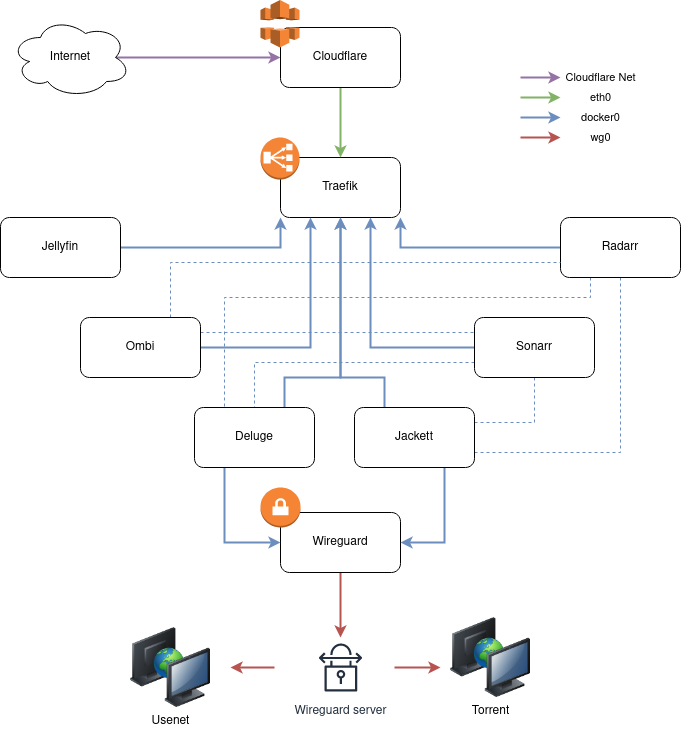 Internet
Cloudflare
Cloudflare Net
eth0
docker0
wg0
Traefik
Jellyfin
Radarr
Ombi
Sonarr
Deluge
Jackett
Wireguard
Wireguard server
Usenet
Torrent